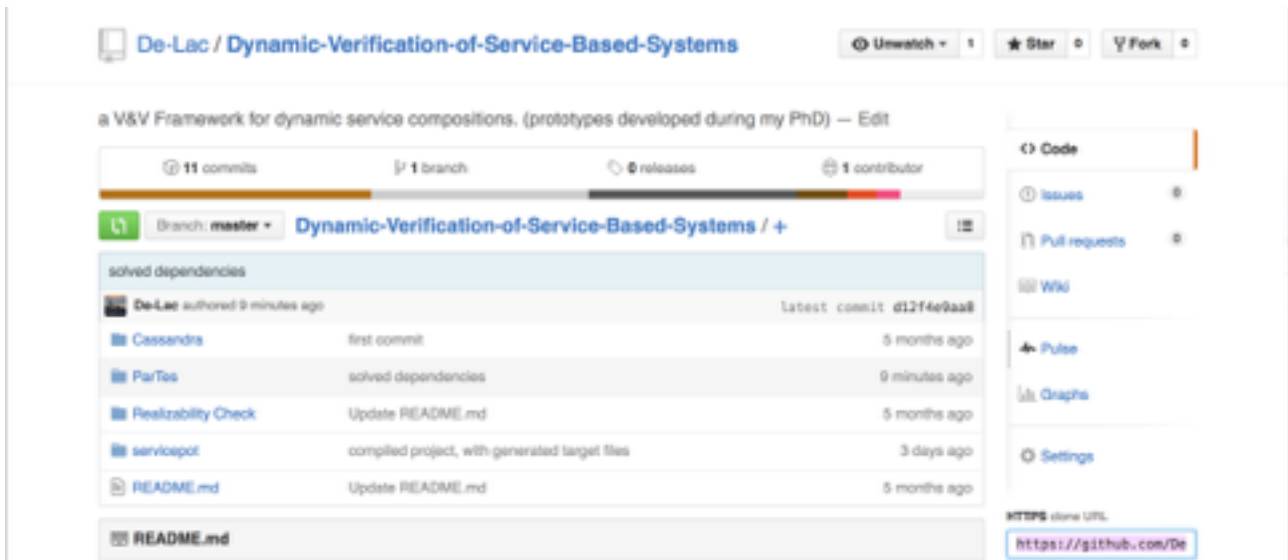 De-Lac / Dynamic-Verification-of-Service-Based-Systems
Unwatch 1 Star 0 Fork 0
a V&V Framework for dynamic service compositions. (prototypes developed during my PhD) — Edit
11 commits 1 branch 0 releases 1 contributor
Branch: master Dynamic-Verification-of-Service-Based-Systems / +
solved dependencies
De-Lac authored 9 minutes ago latest commit d12f4e9aa8
Cassandra first commit 5 months ago
ParTes solved dependencies 9 minutes ago
Realizability Check Update README.md 5 months ago
servicepot compiled project, with generated target files 3 days ago
README.md Update README.md 5 months ago
README.md
Code
Issues 0
Pull requests 0
Wiki
Pulse
Graphs
Settings
HTTPS clone URL
https://github.com/De